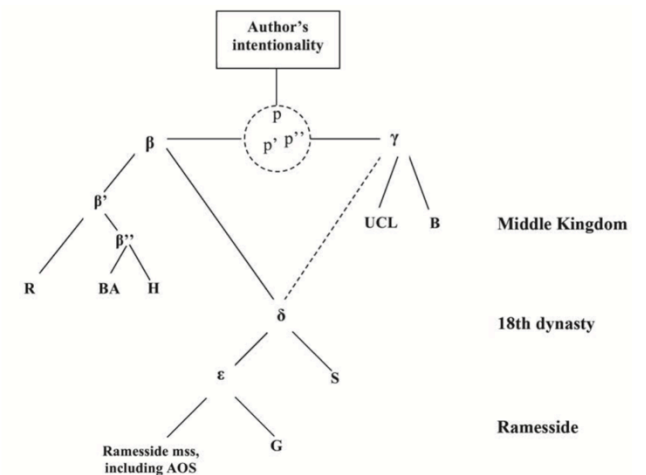 Author's
intentionality
p
p' p''
β
γ
β'
UCL B
Middle Kingdom
β''
R BA H
δ
18th dynasty
ε
S
Ramesside
G
Ramesside mss,
including AOS